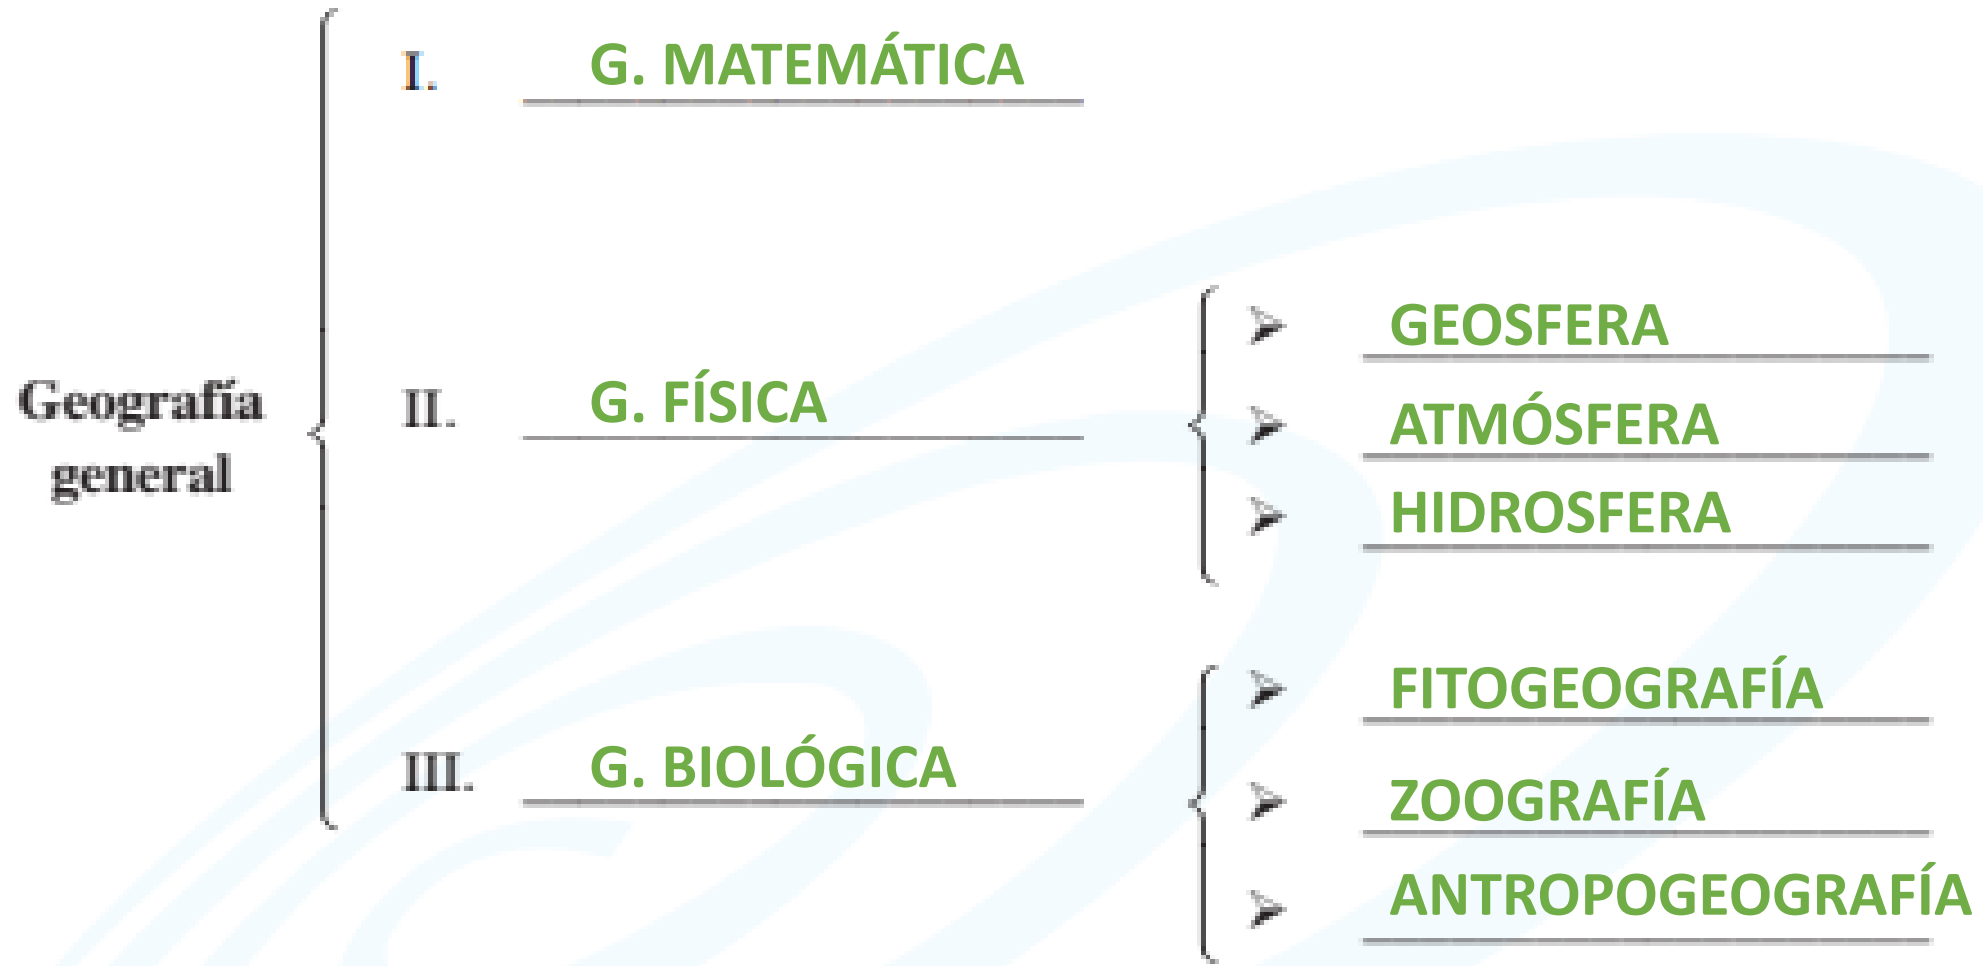 Geografía
general
I. G. MATEMÁTICA
II. G. FÍSICA
GEOSFERA
ATMÓSFERA
HIDROSFERA
III. G. BIOLÓGICA
FITOGEOGRAFÍA
ZOOGRAFÍA
ANTROPOGEOGRAFÍA